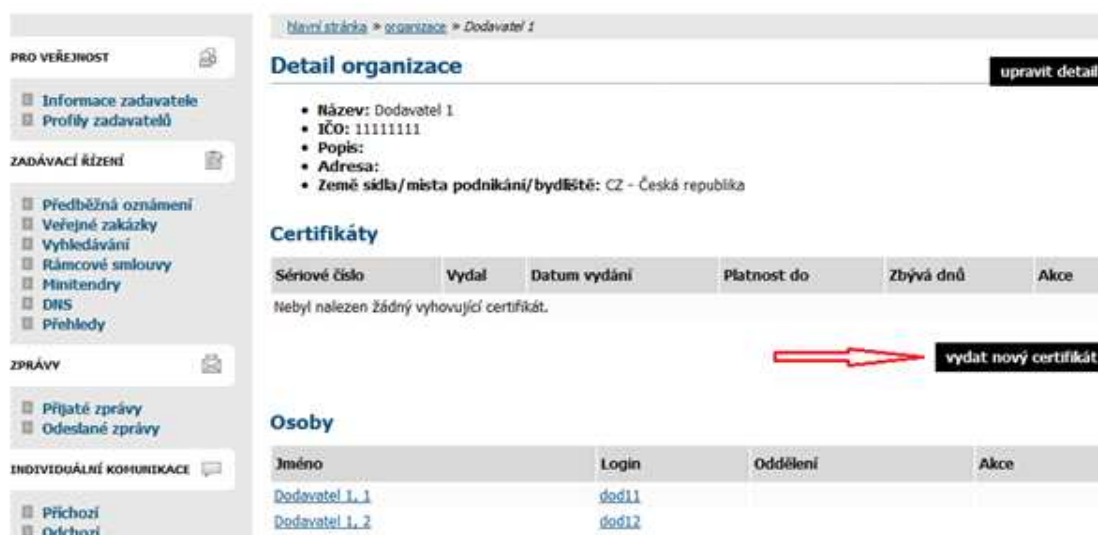 hlavní stránka » organizace » Dodavatel 1
PRO VEŘEJNOST
Informace zadavatele
Profily zadavatelů
ZADÁVACÍ ŘÍZENÍ
Předběžná oznámení
Veřejné zakázky
Vyhledávání
Rámcové smlouvy
Minitendry
DNS
Přehledy
ZPRÁVY
Přijaté zprávy
Odeslané zprávy
INDIVIDUÁLNÍ KOMUNIKACE
Příchozí
Odchozí
Detail organizace
upravit detail
• Název: Dodavatel 1
• IČO: 11111111
• Popis:
• Adresa:
• Země sídla/místa podnikání/bydliště: CZ - Česká republika
Certifikáty
Sériové číslo Vydal Datum vydání Platnost do Zbývá dnů Akce
Nebyl nalezen žádný vyhovující certifikát.
vydat nový certifikát
Osoby
Jméno Login Oddělení Akce
Dodavatel 1, 1 dod11
Dodavatel 1, 2 dod12